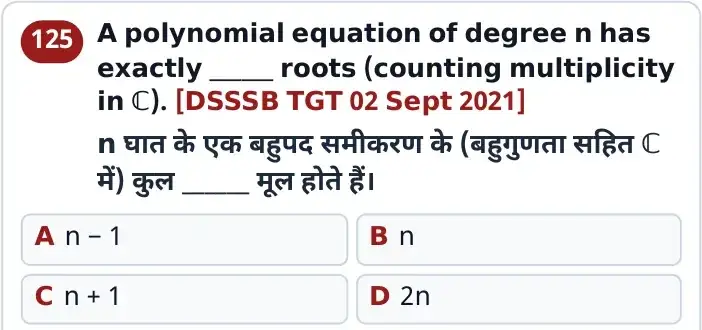 125 A polynomial equation of degree n has
exactly _____ roots (counting multiplicity
in ℂ). [DSSSB TGT 02 Sept 2021]
n घात के एक बहुपद समीकरण के (बहुगुणता सहित ℂ
में) कुल ______ मूल होते हैं।
A n − 1
B n
C n + 1
D 2n